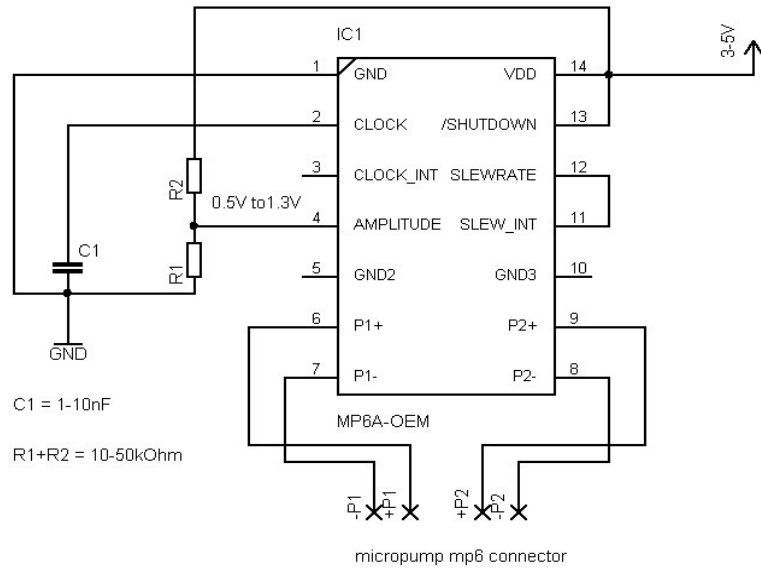 IC1
3-5V
1 GND VDD 14
2 CLOCK /SHUTDOWN 13
3 CLOCK_INT SLEWRATE 12
R2
0.5V to1.3V
4 AMPLITUDE SLEW_INT 11
C1
R1
5 GND2 GND3 10
6 P1+ P2+ 9
GND
7 P1- P2- 8
C1 = 1-10nF
MP6A-OEM
R1+R2 = 10-50kOhm
-P1 +P1 +P2 -P2
micropump mp6 connector